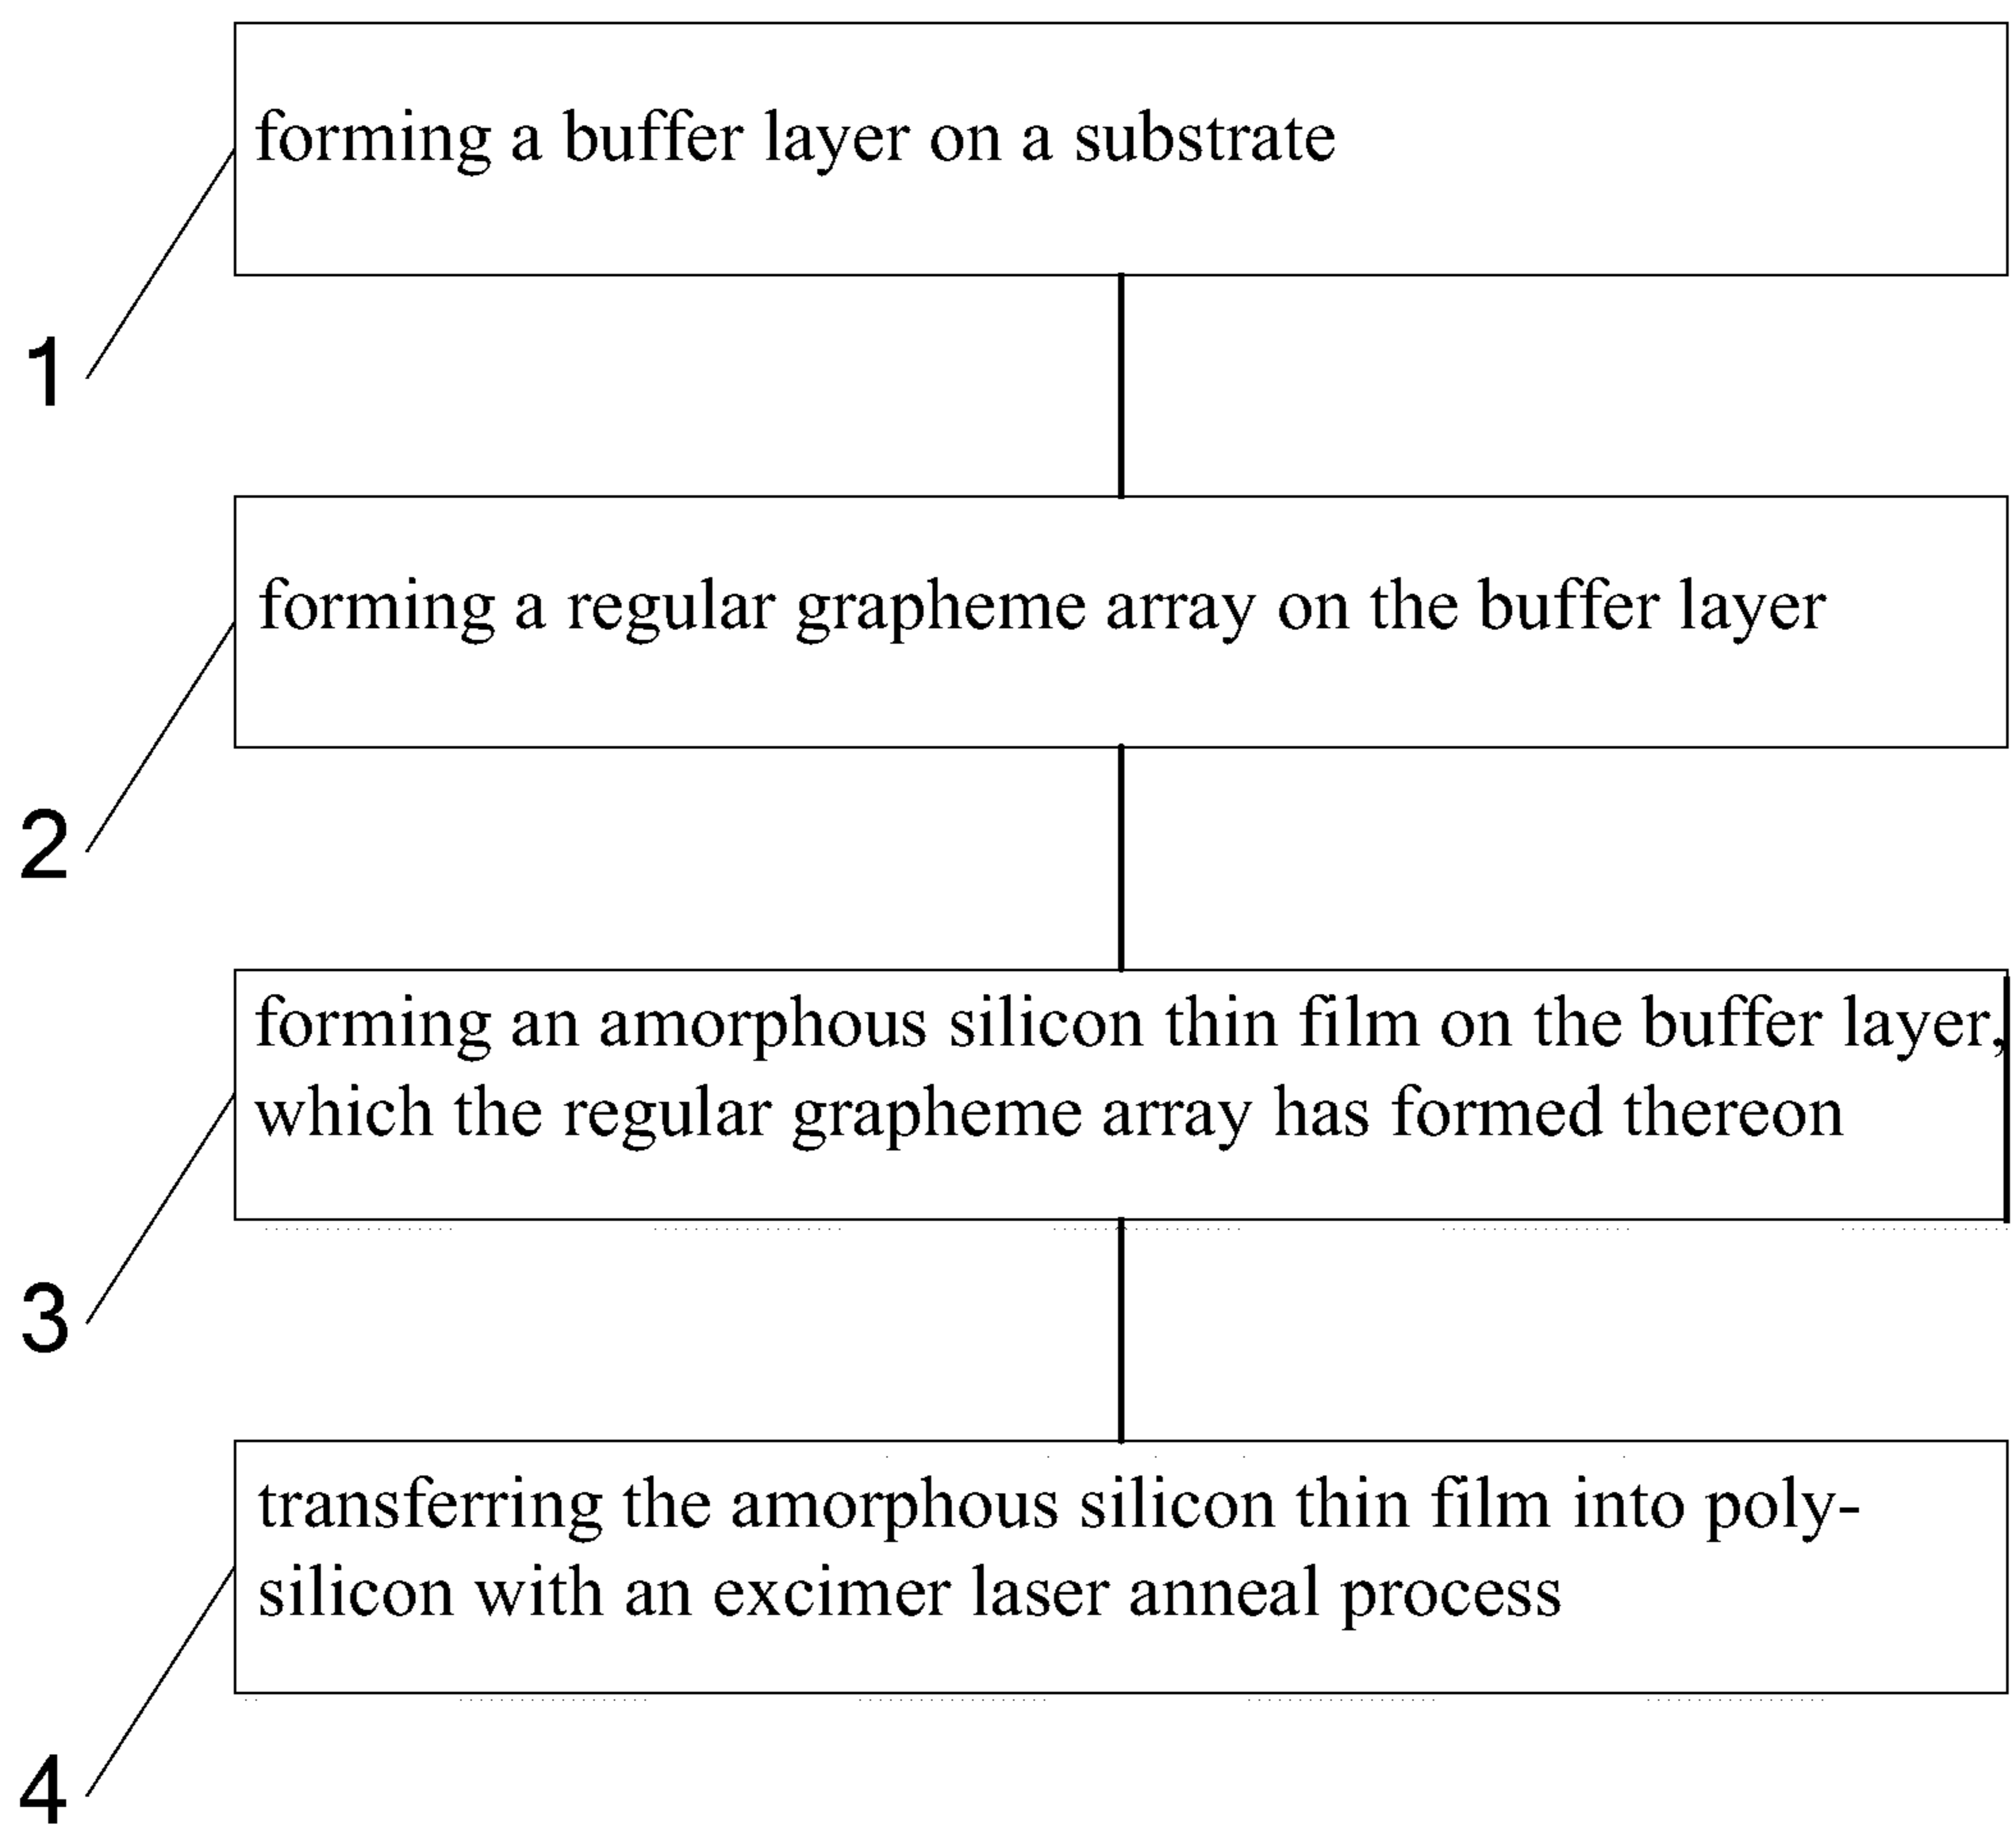 forming a buffer layer on a substrate
1
forming a regular grapheme array on the buffer layer
2
forming an amorphous silicon thin film on the buffer layer,
which the regular grapheme array has formed thereon
3
transferring the amorphous silicon thin film into poly-
silicon with an excimer laser anneal process
4